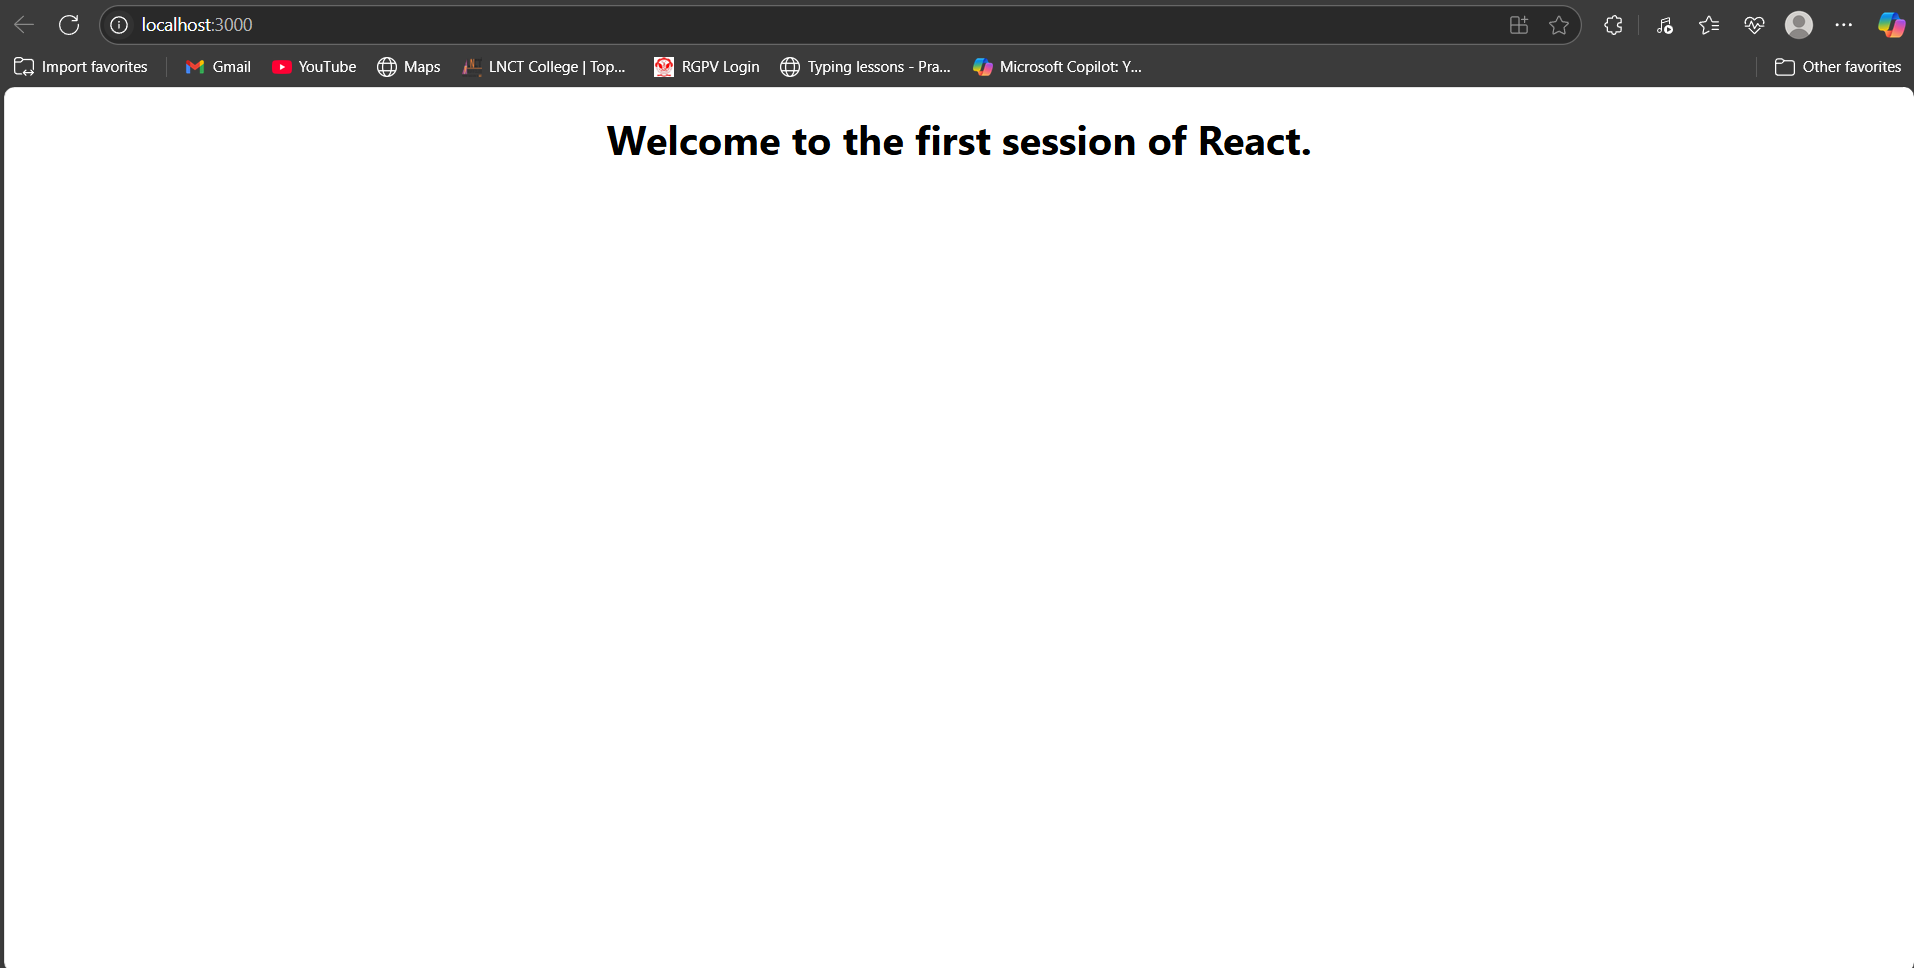 localhost:3000
Import favorites Gmail YouTube Maps LNCT College | Top... RGPV Login Typing lessons - Pra... Microsoft Copilot: Y... Other favorites
Welcome to the first session of React.